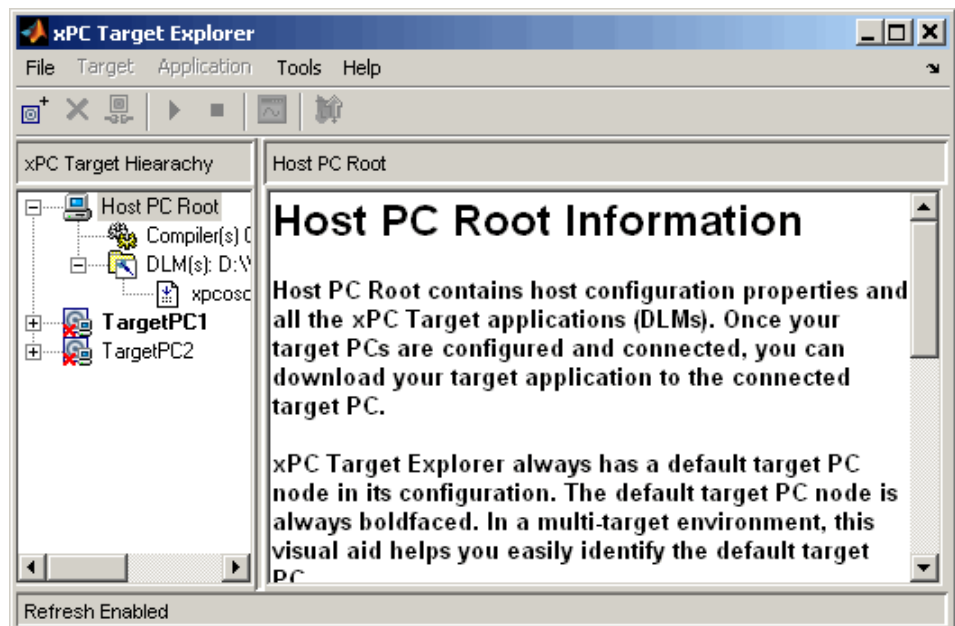 xPC Target Explorer
File Target Application Tools Help
xPC Target Hiearachy
Host PC Root
Host PC Root
Compiler(s)
DLM(s): D:\
xpcosc
TargetPC1
TargetPC2
Host PC Root Information
Host PC Root contains host configuration properties and
all the xPC Target applications (DLMs). Once your
target PCs are configured and connected, you can
download your target application to the connected
target PC.
xPC Target Explorer always has a default target PC
node in its configuration. The default target PC node is
always boldfaced. In a multi-target environment, this
visual aid helps you easily identify the default target
PC
Refresh Enabled